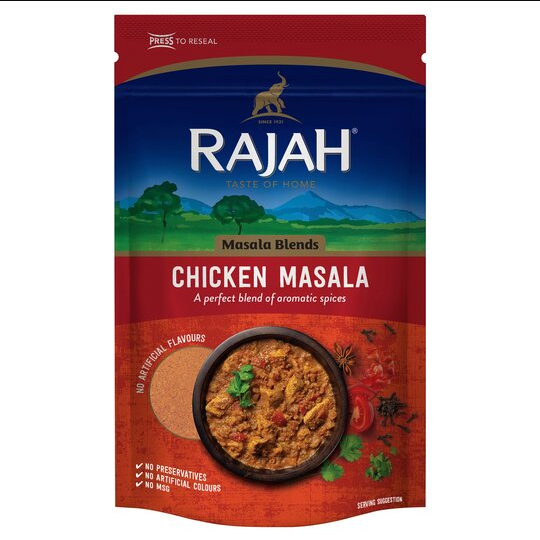 PRESS TO RESEAL
SINCE 1931
RAJAH®
TASTE OF HOME
Masala Blends
CHICKEN MASALA
A perfect blend of aromatic spices
NO ARTIFICIAL FLAVOURS
✓ NO PRESERVATIVES
✓ NO ARTIFICIAL COLOURS
✓ NO MSG
SERVING SUGGESTION